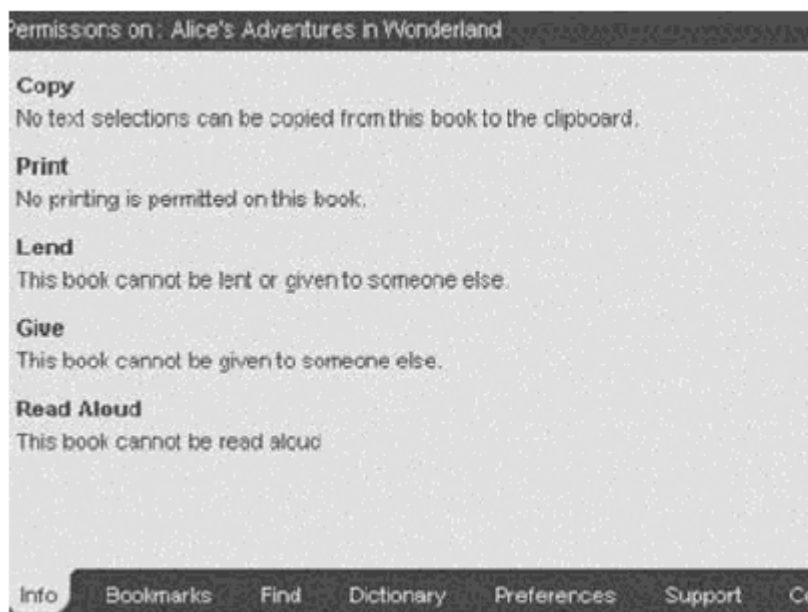 Permissions on : Alice's Adventures in Wonderland
Copy
No text selections can be copied from this book to the clipboard.
Print
No printing is permitted on this book.
Lend
This book cannot be lent or given to someone else.
Give
This book cannot be given to someone else.
Read Aloud
This book cannot be read aloud
Info Bookmarks Find Dictionary Preferences Support